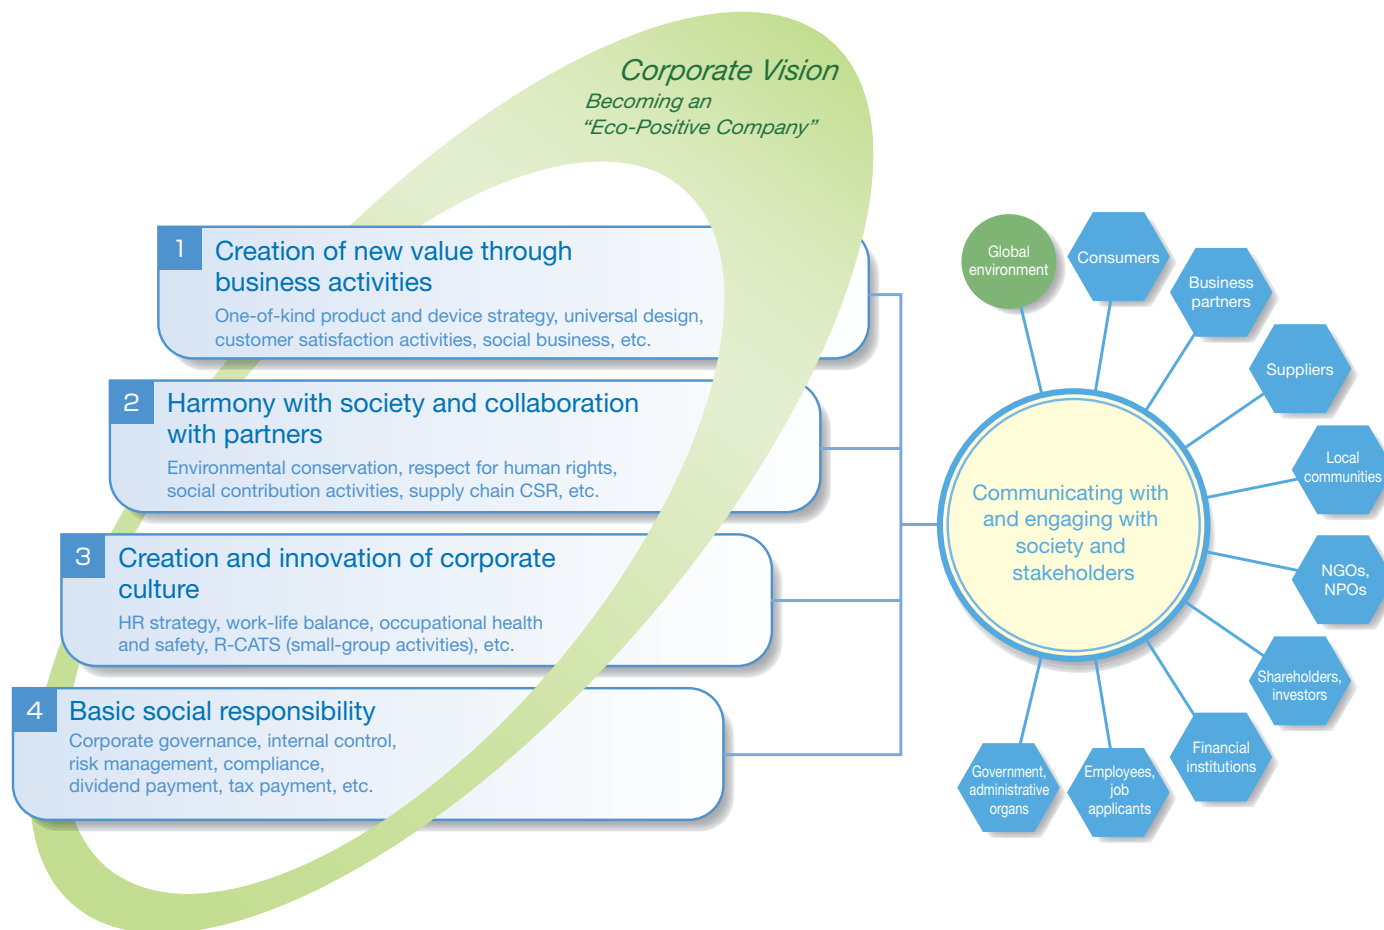 Corporate Vision
Becoming an
“Eco-Positive Company”
1
Creation of new value through
business activities
One-of-kind product and device strategy, universal design,
customer satisfaction activities, social business, etc.
2
Harmony with society and collaboration
with partners
Environmental conservation, respect for human rights,
social contribution activities, supply chain CSR, etc.
3
Creation and innovation of corporate
culture
HR strategy, work-life balance, occupational health
and safety, R-CATS (small-group activities), etc.
4
Basic social responsibility
Corporate governance, internal control,
risk management, compliance,
dividend payment, tax payment, etc.
Communicating with
and engaging with
society and
stakeholders
Global
environment
Consumers
Business
partners
Suppliers
Local
communities
NGOs,
NPOs
Shareholders,
investors
Financial
institutions
Employees,
job
applicants
Government,
administrative
organs